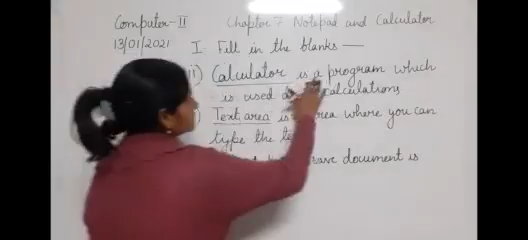 Computer-II
Chapter 7 Notepad and Calculator
13/01/2021
I Fill in the blanks —
ii) Calculator is a program which
is used calculations
Text area is area where you can
type the
save document is